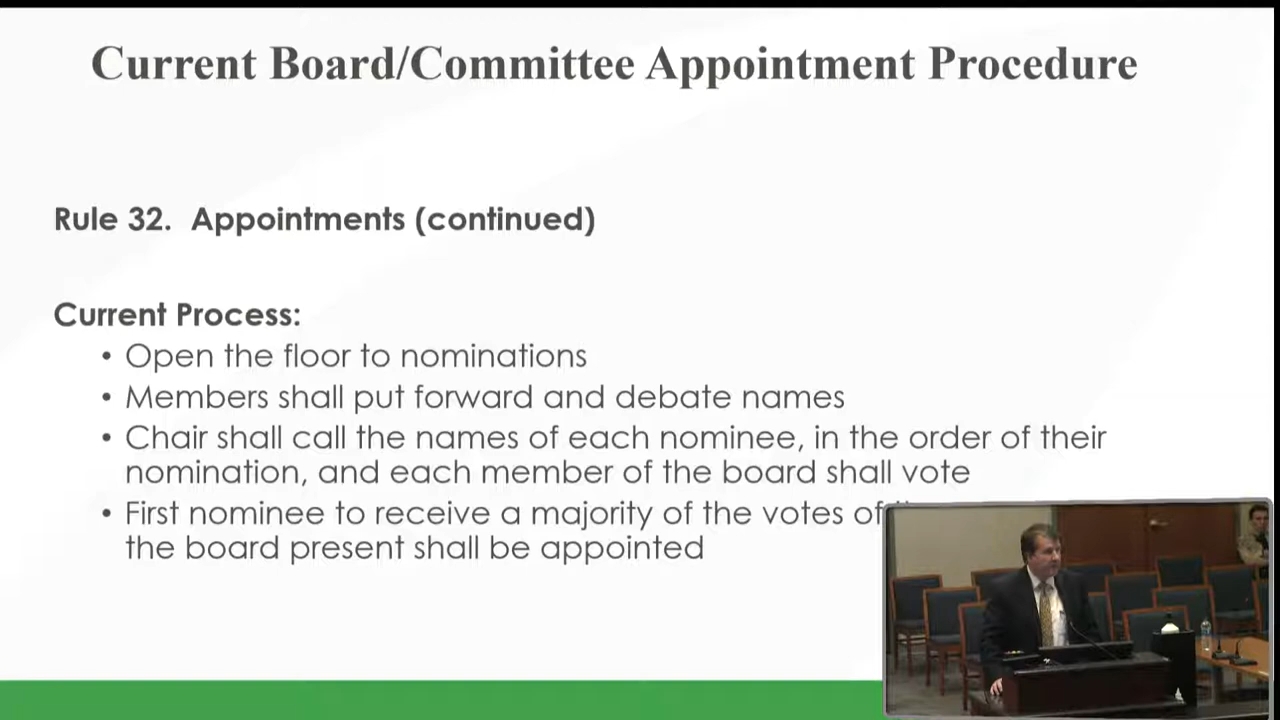 Current Board/Committee Appointment Procedure
Rule 32. Appointments (continued)
Current Process:
• Open the floor to nominations
• Members shall put forward and debate names
• Chair shall call the names of each nominee, in the order of their
nomination, and each member of the board shall vote
• First nominee to receive a majority of the votes of
the board present shall be appointed